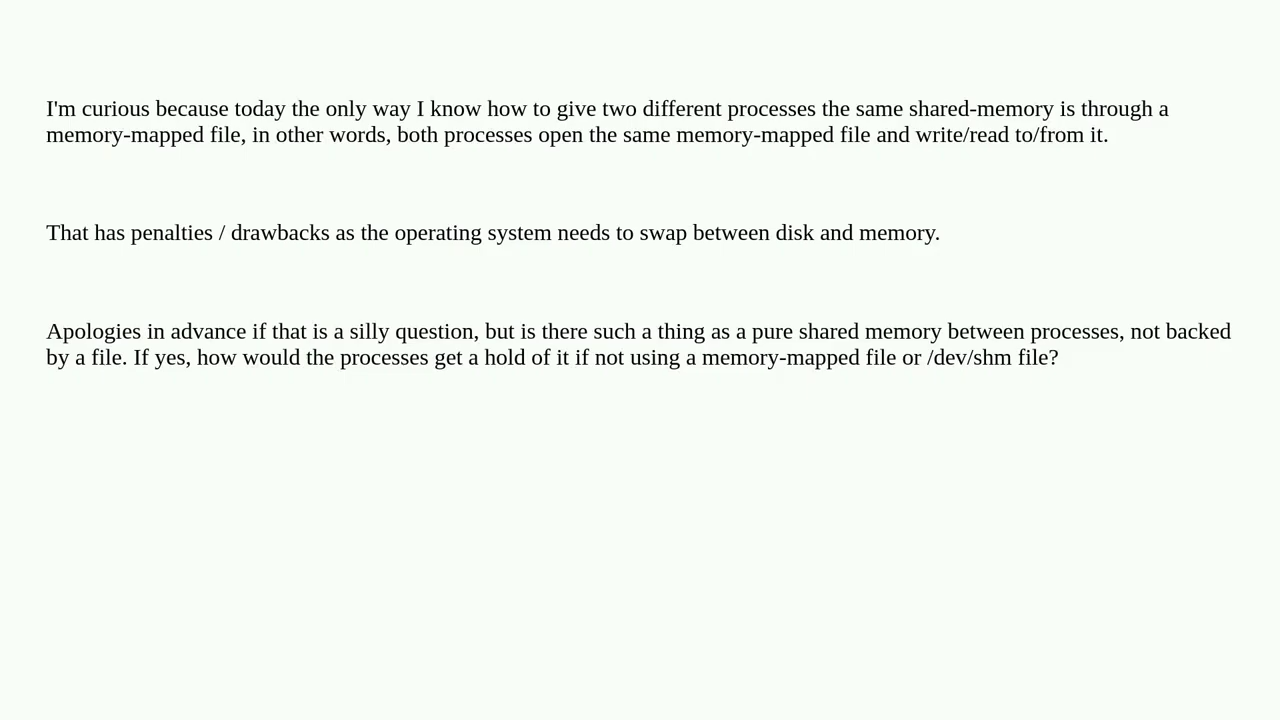 I'm curious because today the only way I know how to give two different processes the same shared-memory is through a
memory-mapped file, in other words, both processes open the same memory-mapped file and write/read to/from it.
That has penalties / drawbacks as the operating system needs to swap between disk and memory.
Apologies in advance if that is a silly question, but is there such a thing as a pure shared memory between processes, not backed
by a file. If yes, how would the processes get a hold of it if not using a memory-mapped file or /dev/shm file?